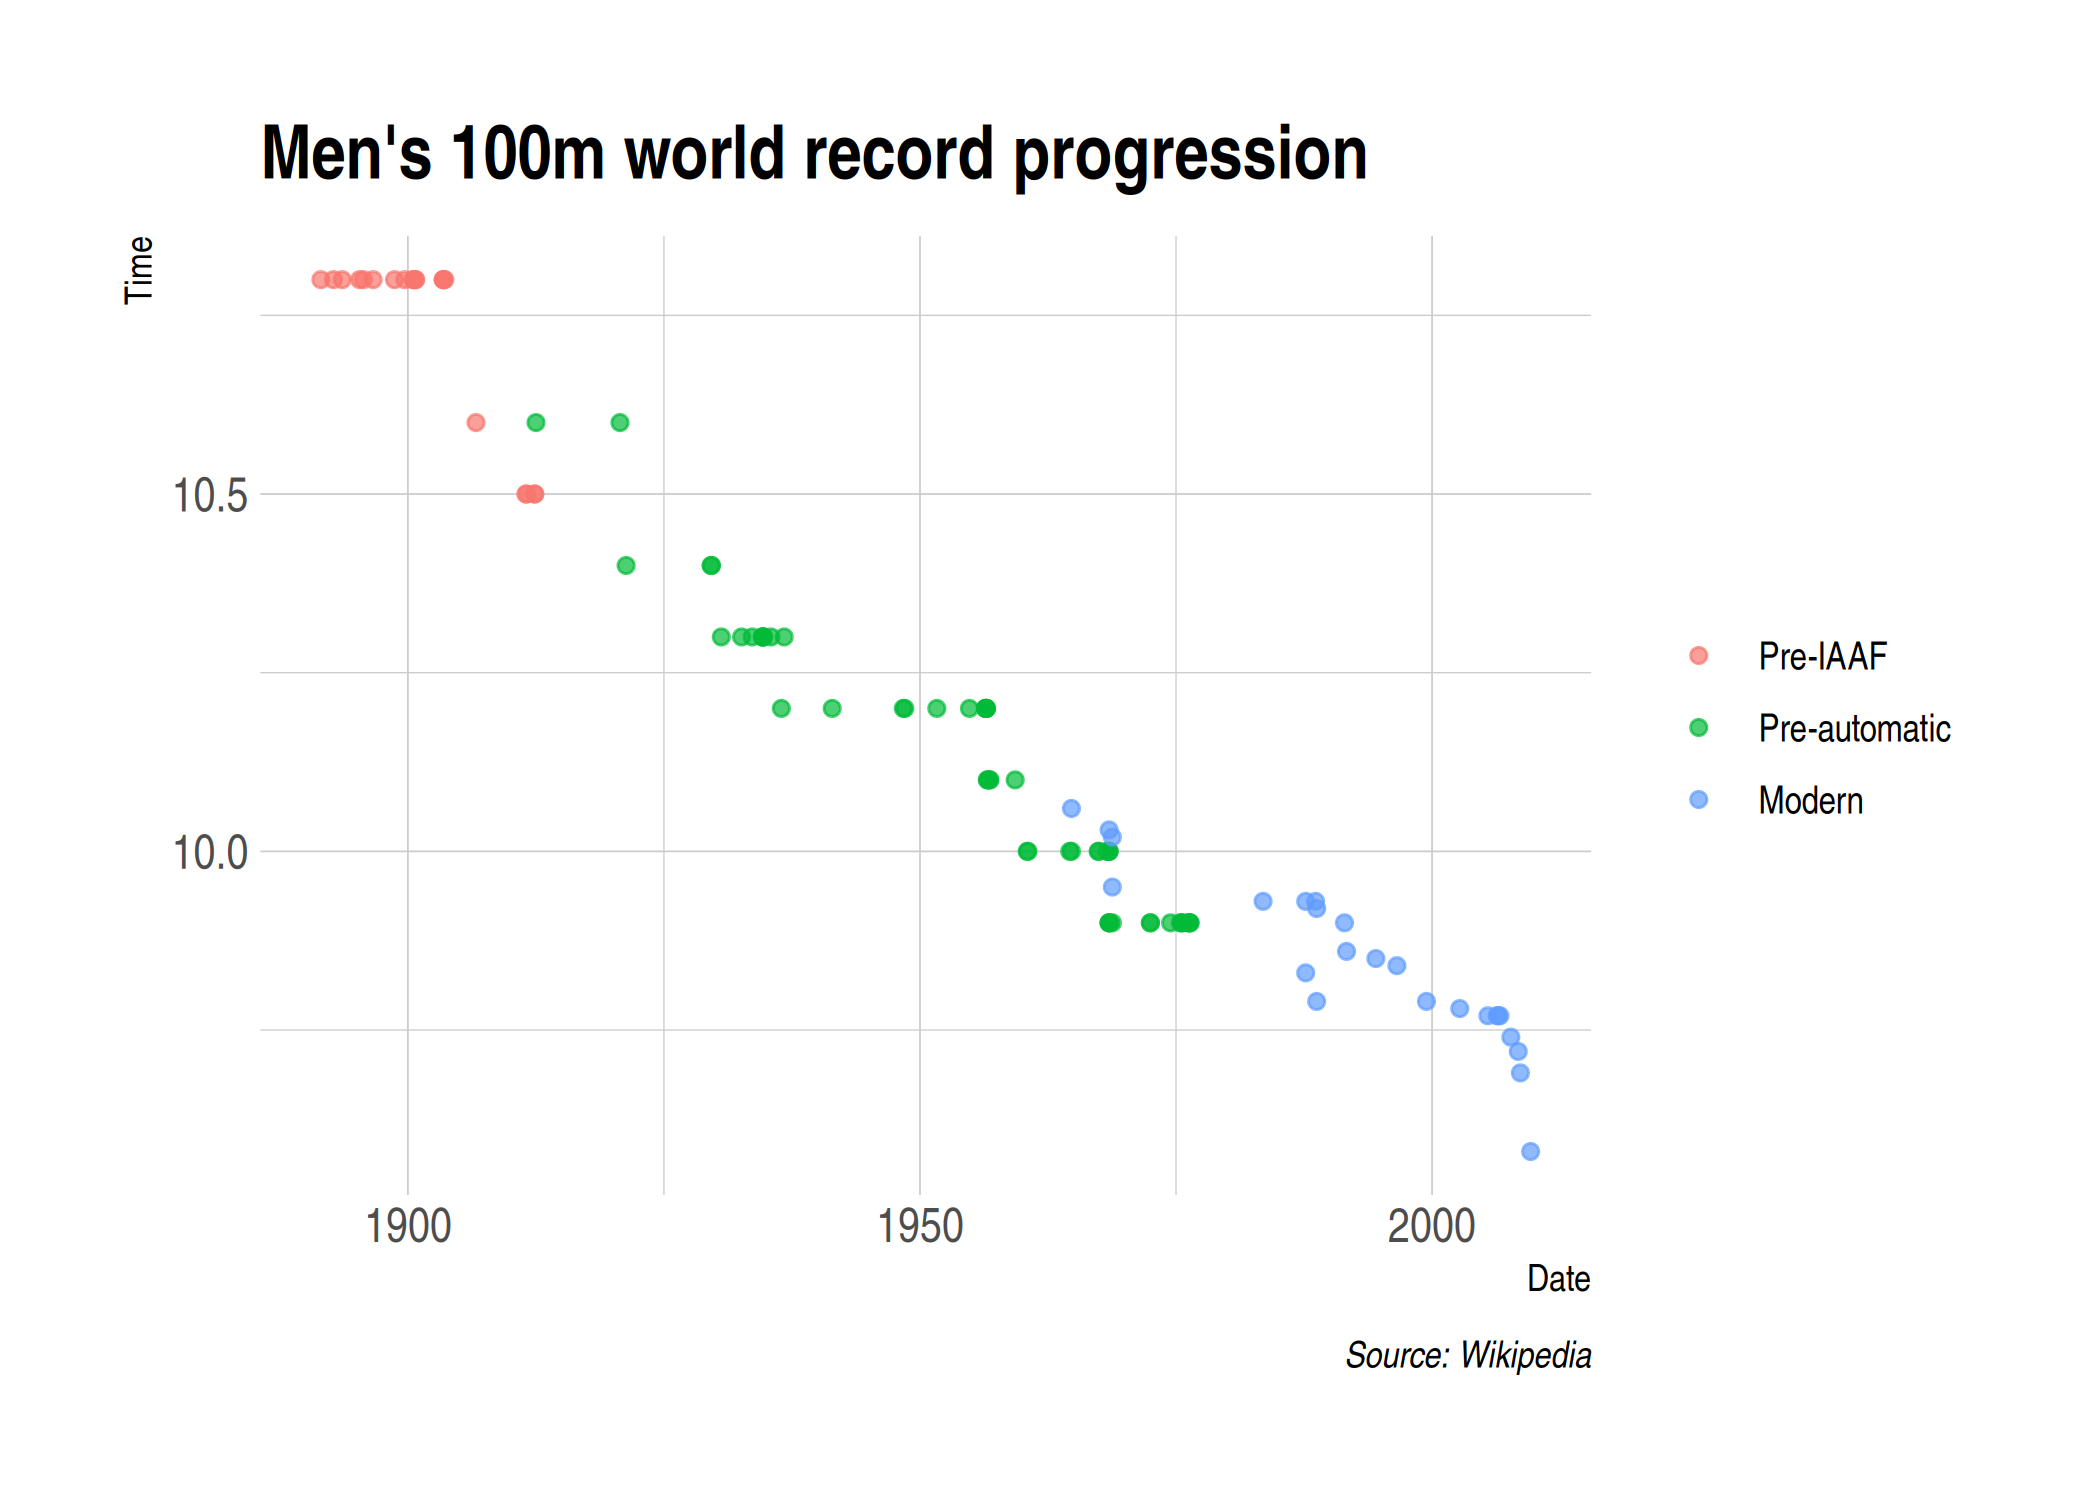 Men's 100m world record progression
Time
10.5
10.0
1900
1950
2000
Date
Pre-IAAF
Pre-automatic
Modern
Source: Wikipedia